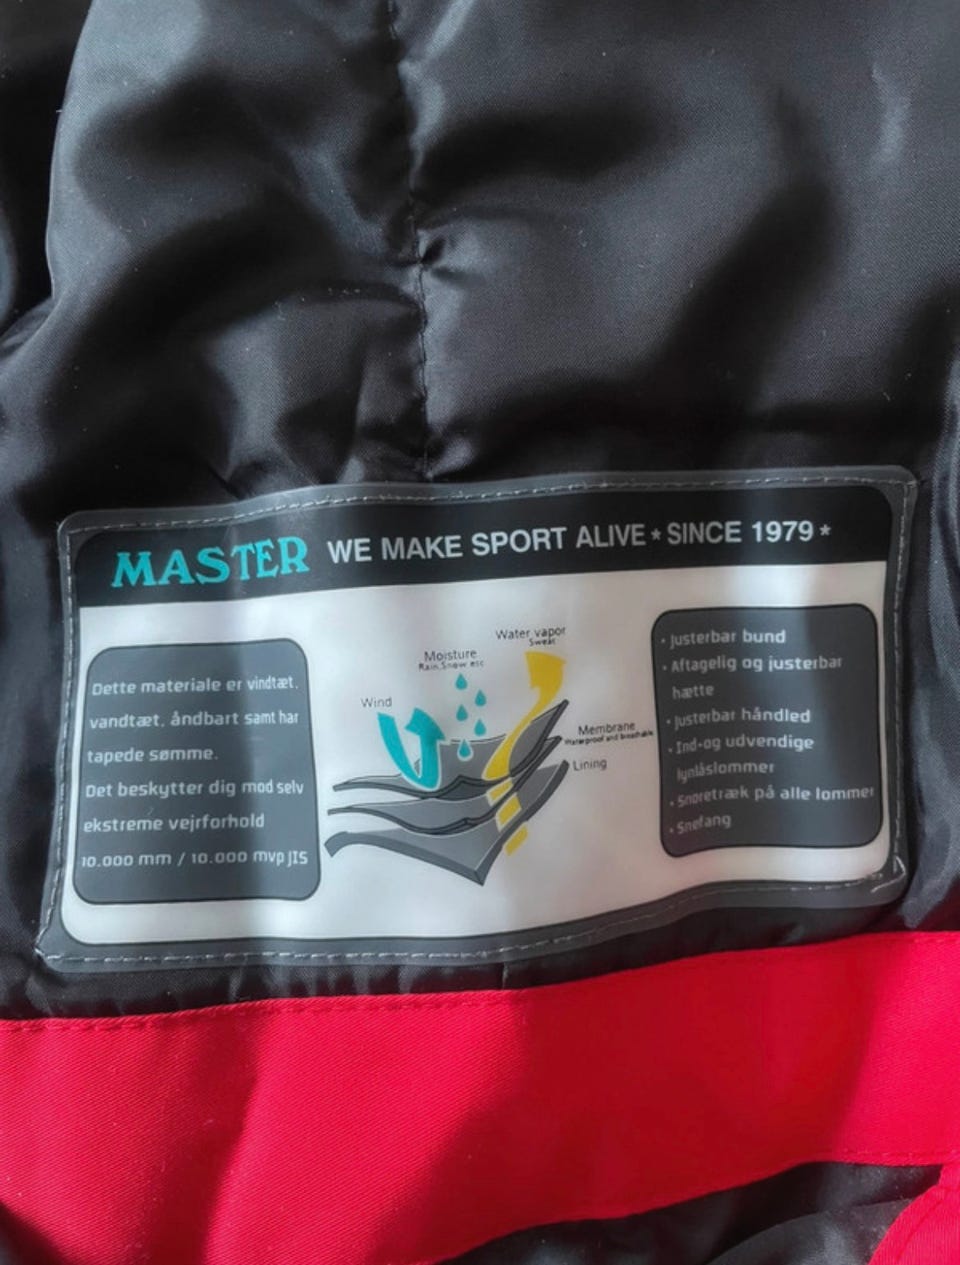 MASTER WE MAKE SPORT ALIVE * SINCE 1979 *
Dette materiale er vindtæt,
vandtæt, åndbart samt har
tapede sømme.
Det beskytter dig mod selv
ekstreme vejrforhold
10.000 mm / 10.000 mvp JIS
Wind
Moisture
Rain, Snow esc
Water vapor
Sweat
Membrane
Waterproof and breathable
Lining
• Justerbar bund
• Aftagelig og justerbar
hætte
• Justerbar håndled
• Ind-og udvendige
lynlåslommer
• Snoretræk på alle lommer
• Snefang